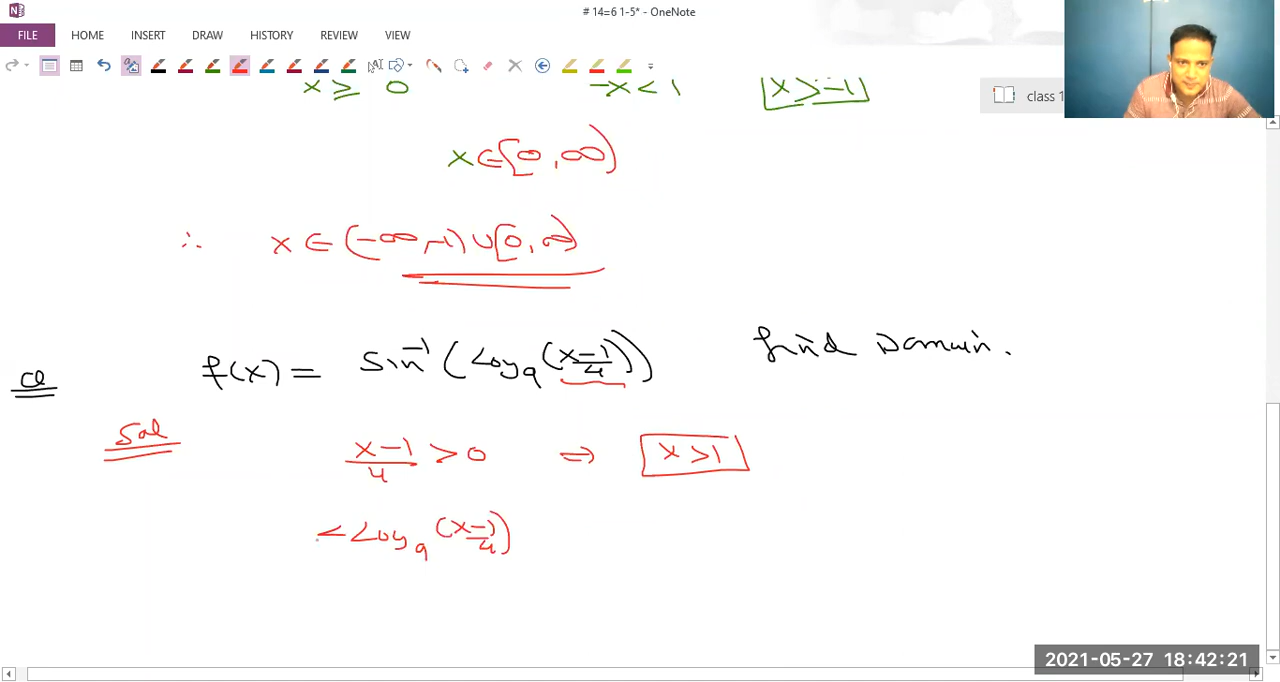 # 14=6 1-5* - OneNote
FILE HOME INSERT DRAW HISTORY REVIEW VIEW
class 1
x ≥ 0 -x < 1 x > -1
x ∈ [0, ∞)
∴ x ∈ (-∞, -1) ∪ [0, ∞)
Q f(x) = Sin⁻¹ (Log₉ (x-1/4)) find Domain.
Sol x-1/4 > 0 ⇒ x > 1
< Log₉ (x-1/4)
2021-05-27 18:42:21